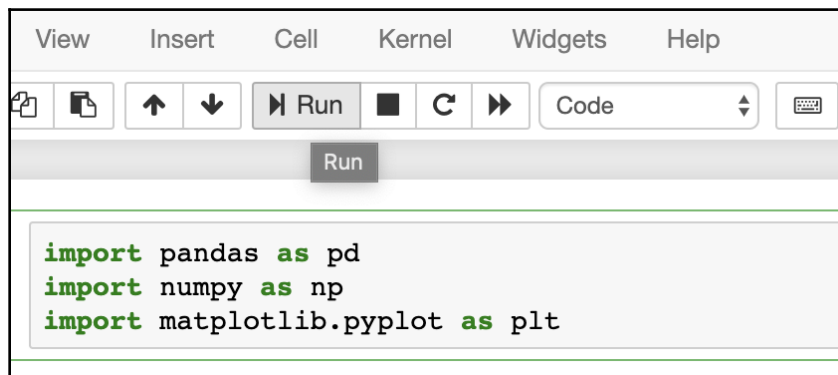 View Insert Cell Kernel Widgets Help
Run Code
Run
import pandas as pd
import numpy as np
import matplotlib.pyplot as plt